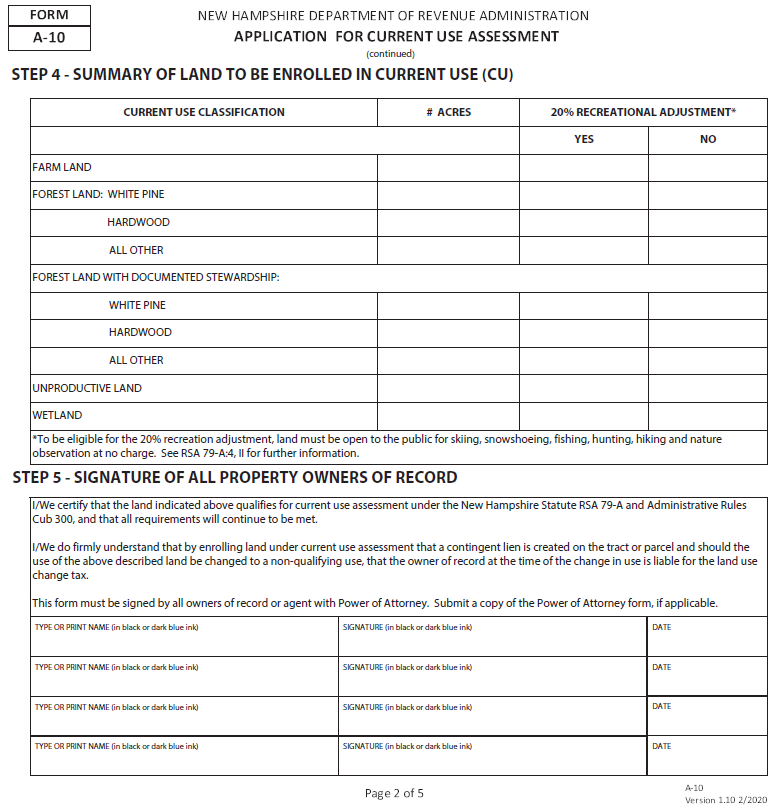 FORM
A-10
NEW HAMPSHIRE DEPARTMENT OF REVENUE ADMINISTRATION
APPLICATION FOR CURRENT USE ASSESSMENT
(continued)
STEP 4 - SUMMARY OF LAND TO BE ENROLLED IN CURRENT USE (CU)
CURRENT USE CLASSIFICATION # ACRES 20% RECREATIONAL ADJUSTMENT*
YES NO
FARM LAND
FOREST LAND: WHITE PINE
HARDWOOD
ALL OTHER
FOREST LAND WITH DOCUMENTED STEWARDSHIP:
WHITE PINE
HARDWOOD
ALL OTHER
UNPRODUCTIVE LAND
WETLAND
*To be eligible for the 20% recreation adjustment, land must be open to the public for skiing, snowshoeing, fishing, hunting, hiking and nature
observation at no charge. See RSA 79-A:4, II for further information.
STEP 5 - SIGNATURE OF ALL PROPERTY OWNERS OF RECORD
I/We certify that the land indicated above qualifies for current use assessment under the New Hampshire Statute RSA 79-A and Administrative Rules
Cub 300, and that all requirements will continue to be met.
I/We do firmly understand that by enrolling land under current use assessment that a contingent lien is created on the tract or parcel and should the
use of the above described land be changed to a non-qualifying use, that the owner of record at the time of the change in use is liable for the land use
change tax.
This form must be signed by all owners of record or agent with Power of Attorney. Submit a copy of the Power of Attorney form, if applicable.
TYPE OR PRINT NAME (in black or dark blue ink) SIGNATURE (in black or dark blue ink) DATE
TYPE OR PRINT NAME (in black or dark blue ink) SIGNATURE (in black or dark blue ink) DATE
TYPE OR PRINT NAME (in black or dark blue ink) SIGNATURE (in black or dark blue ink) DATE
TYPE OR PRINT NAME (in black or dark blue ink) SIGNATURE (in black or dark blue ink) DATE
Page 2 of 5
A-10
Version 1.10 2/2020